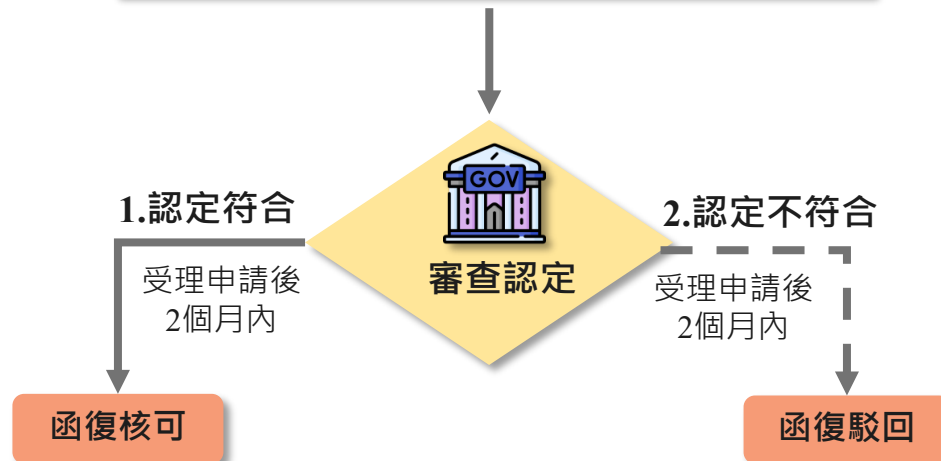 GOV
1.認定符合
2.認定不符合
審查認定
受理申請後
2個月內
受理申請後
2個月內
函復核可
函復駁回